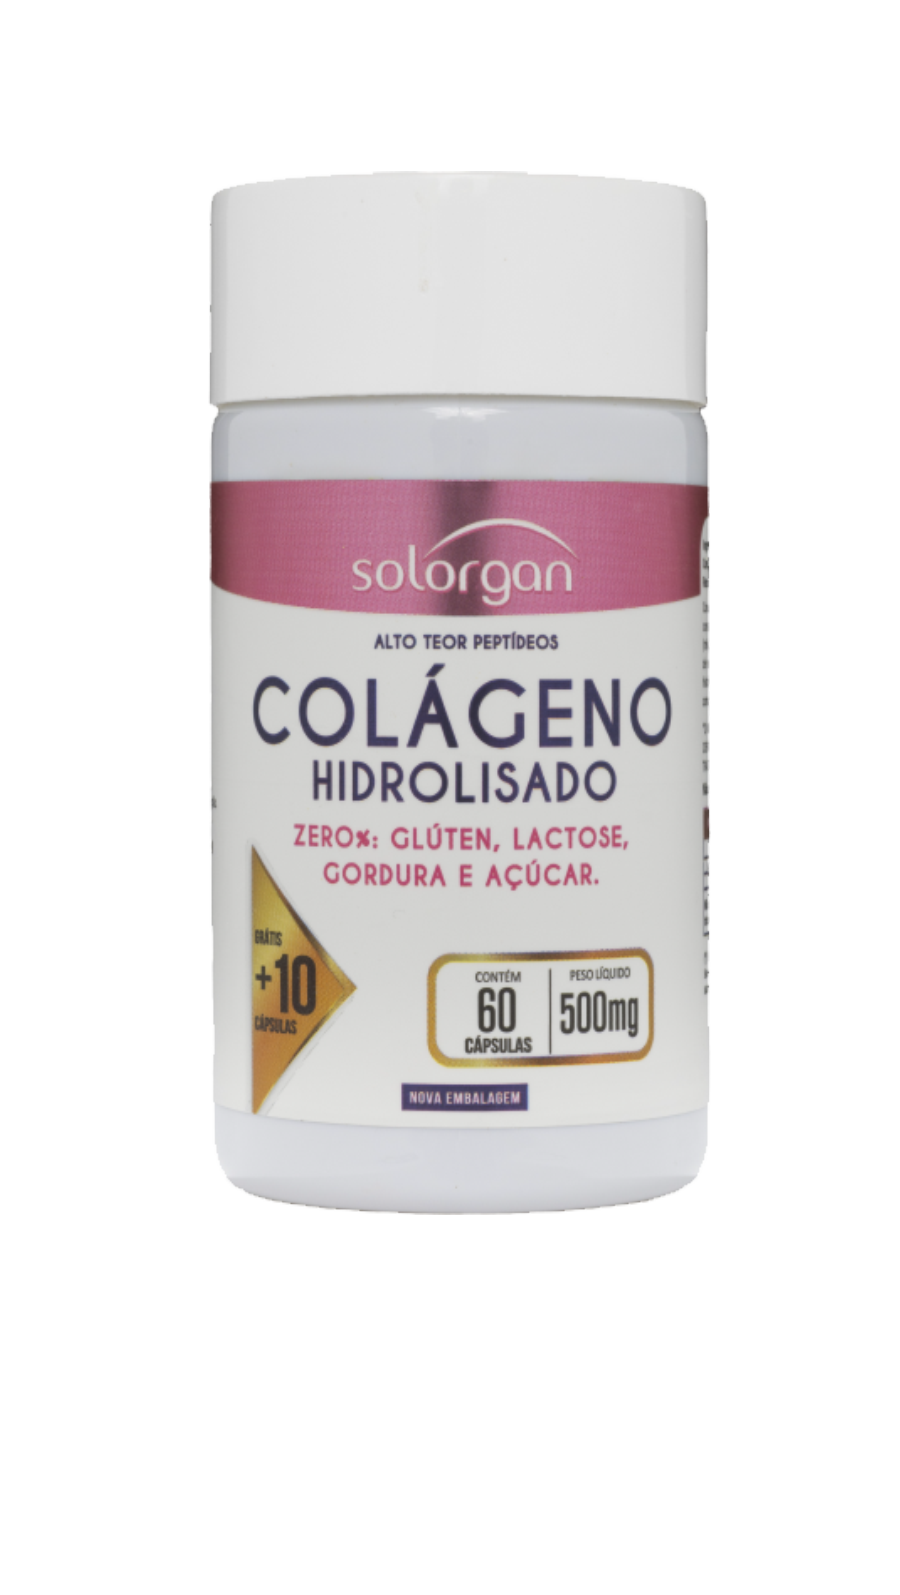 solorgan
ALTO TEOR PEPTÍDEOS
COLÁGENO
HIDROLISADO
ZERO%: GLÚTEN, LACTOSE,
GORDURA E AÇÚCAR.
GRÁTIS
+10
CÁPSULAS
CONTÉM
60
CÁPSULAS
PESO LÍQUIDO
500mg
NOVA EMBALAGEM